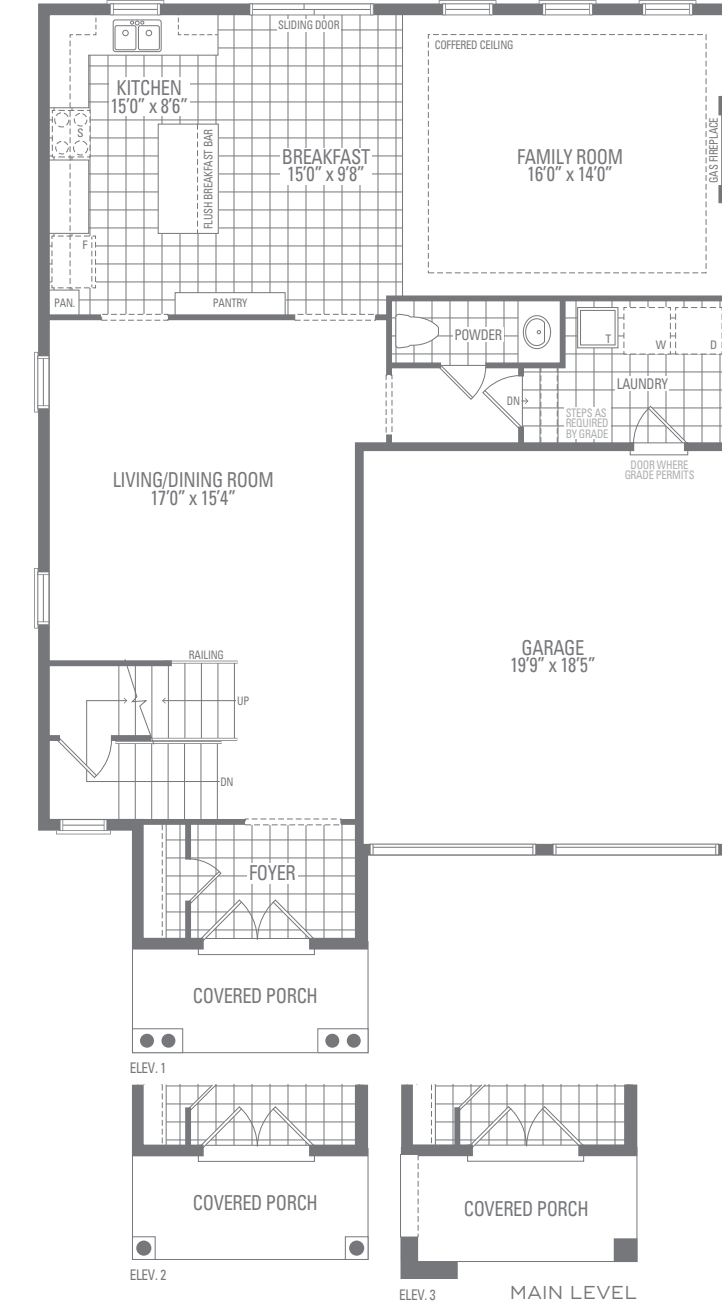 SLIDING DOOR
COFFERED CEILING
KITCHEN
15'0" x 8'6"
S
FLUSH BREAKFAST BAR
BREAKFAST
15'0" x 9'8"
FAMILY ROOM
16'0" x 14'0"
GAS FIREPLACE
F
PAN.
PANTRY
POWDER
T
W
D
LAUNDRY
DN
STEPS AS
REQUIRED
BY GRADE
DOOR WHERE
GRADE PERMITS
LIVING/DINING ROOM
17'0" x 15'4"
GARAGE
19'9" x 18'5"
RAILING
UP
DN
FOYER
COVERED PORCH
ELEV. 1
COVERED PORCH
ELEV. 2
COVERED PORCH
ELEV. 3
MAIN LEVEL